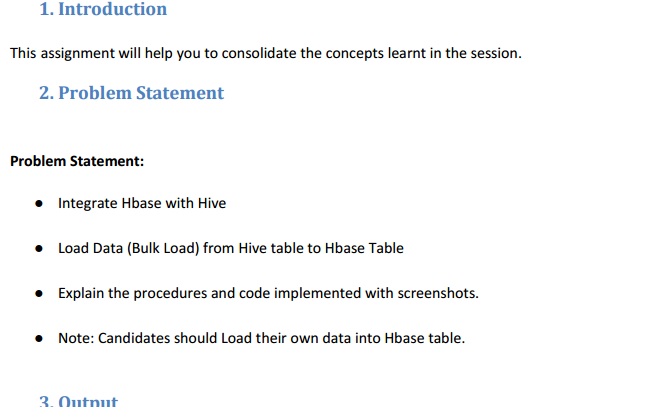 1. Introduction
This assignment will help you to consolidate the concepts learnt in the session.
2. Problem Statement
Problem Statement:
● Integrate Hbase with Hive
● Load Data (Bulk Load) from Hive table to Hbase Table
● Explain the procedures and code implemented with screenshots.
● Note: Candidates should Load their own data into Hbase table.
3. Output